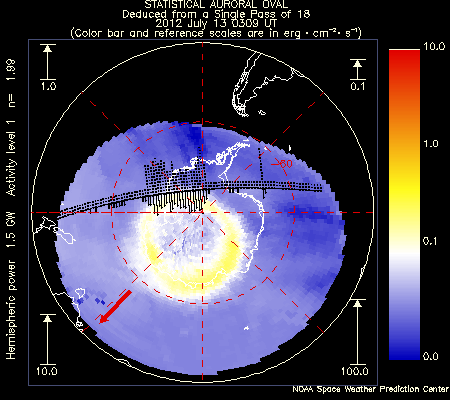 STATISTICAL AURORAL OVAL
Deduced from a Single Pass of 18
2012 July 13 0309 UT
(Color bar and reference scales are in erg·cm⁻²·s⁻¹)
1.0
0.1
10.0
1.0
0.1
0.0
-70
Hemispheric power 1.5 GW Activity level 1 n= 1.99
10.0
100.0
NOAA Space Weather Prediction Center